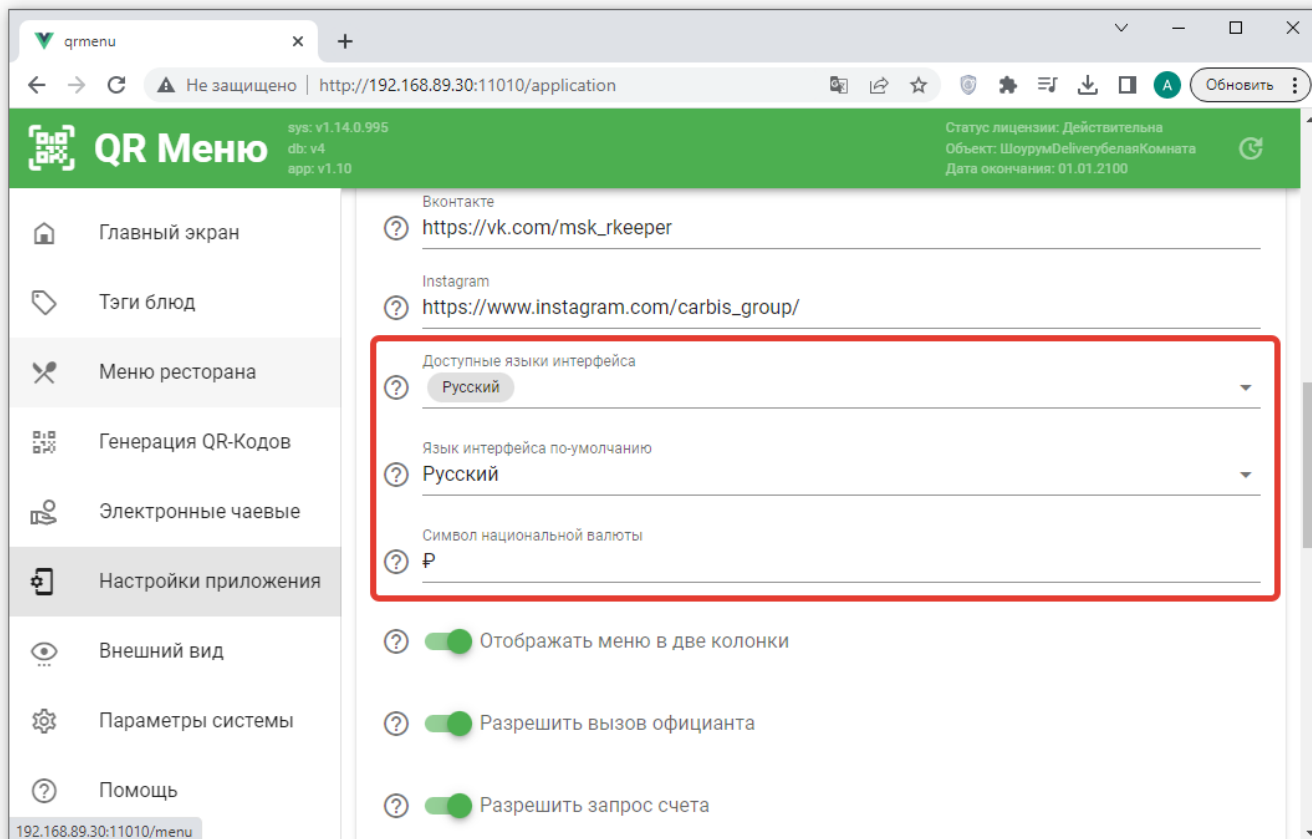 qrmenu
Не защищено
http://192.168.89.30:11010/application
A
Обновить
QR Меню
sys: v1.14.0.995
db: v4
app: v1.10
Статус лицензии: Действительна
Объект: ШоурумDeliveryбелаяКомната
Дата окончания: 01.01.2100
Главный экран
Тэги блюд
Меню ресторана
Генерация QR-Кодов
Электронные чаевые
Настройки приложения
Внешний вид
Параметры системы
Помощь
192.168.89.30:11010/menu
Вконтакте
https://vk.com/msk_rkeeper
Instagram
https://www.instagram.com/carbis_group/
Доступные языки интерфейса
Русский
Язык интерфейса по-умолчанию
Русский
Символ национальной валюты
₽
Отображать меню в две колонки
Разрешить вызов официанта
Разрешить запрос счета